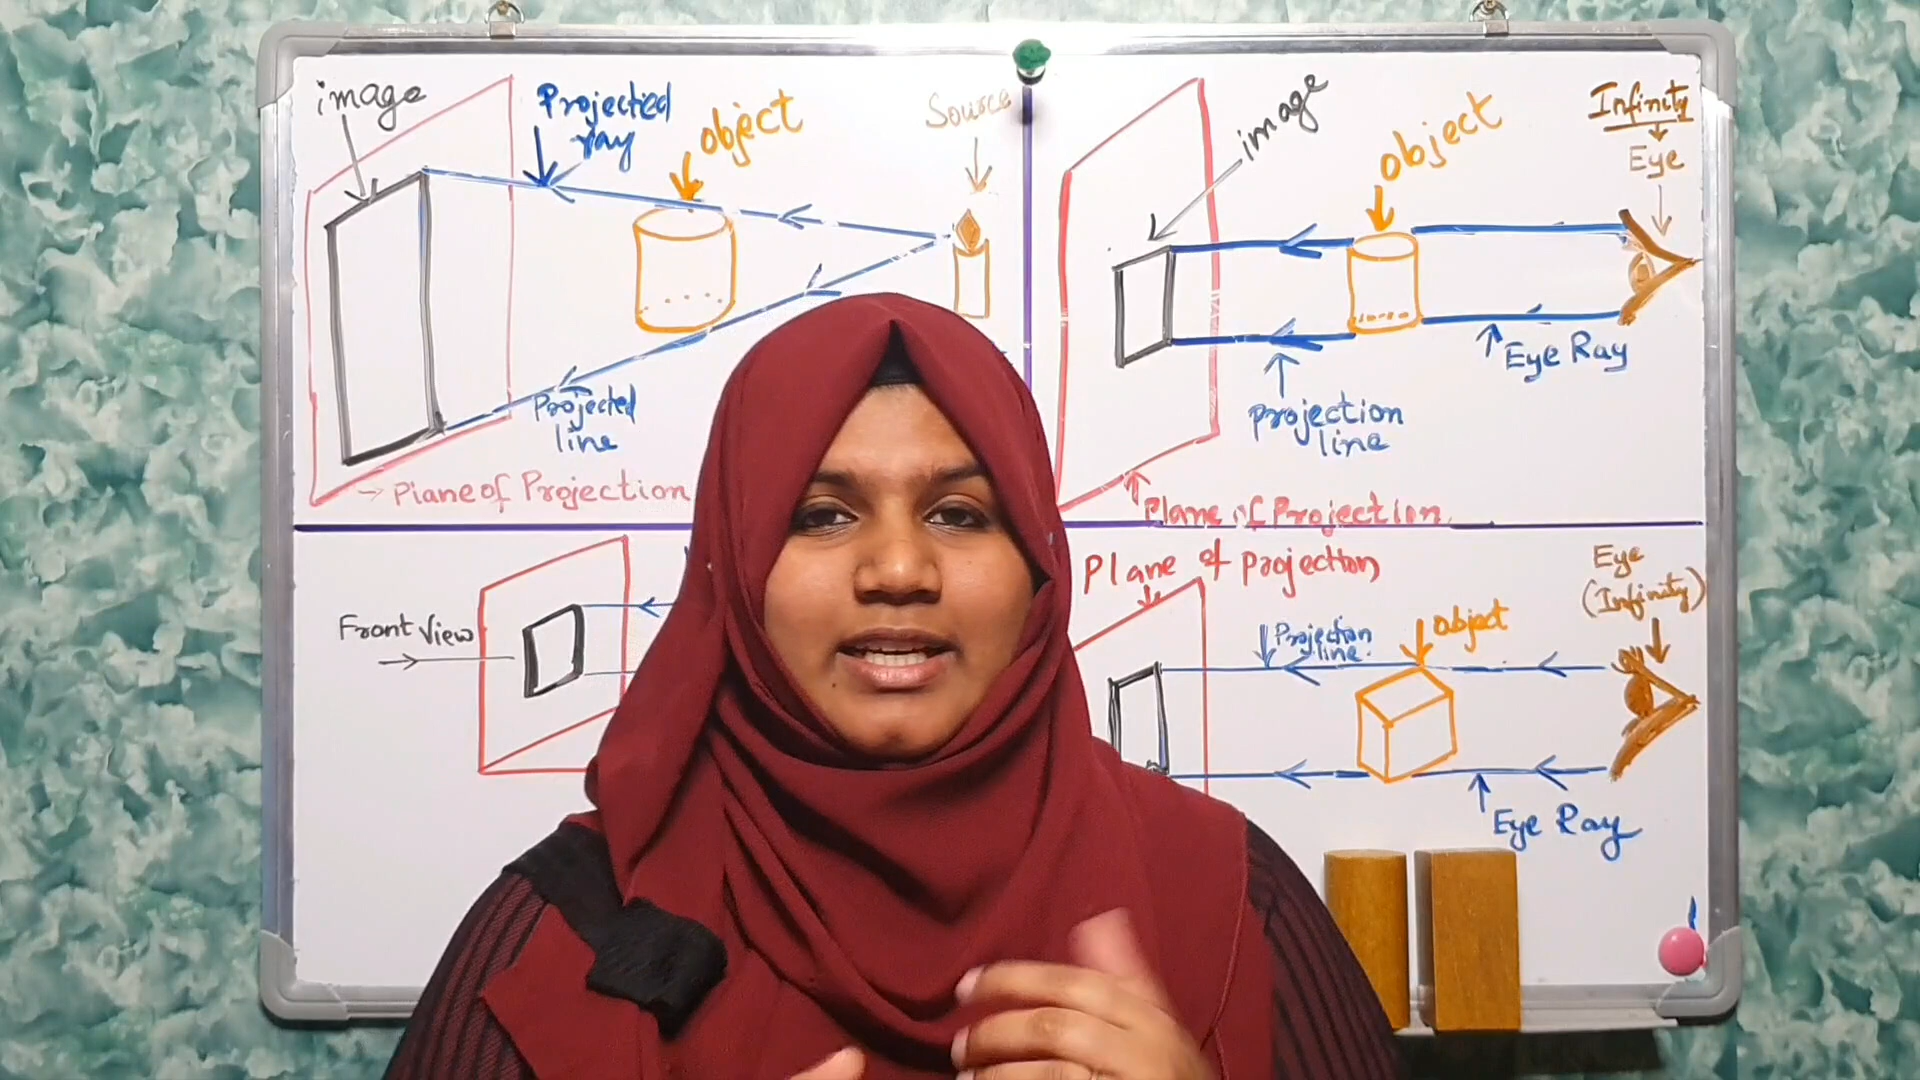 image
Projected
ray
object
Source
Projected
line
Plane of Projection
image
object
Infinity
Eye
Eye Ray
projection
line
Plane of Projection
Front View
Plane of projection
Projection
line
object
Eye
(Infinity)
Eye Ray